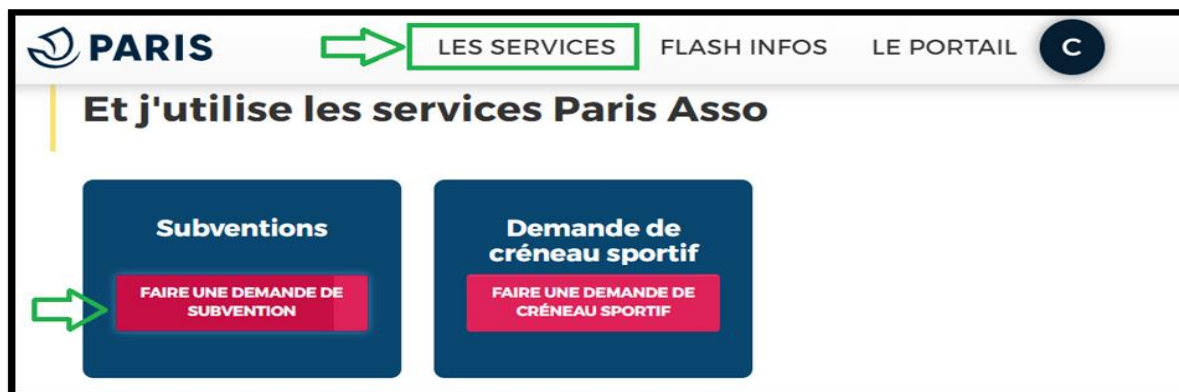 PARIS LES SERVICES FLASH INFOS LE PORTAIL C
Et j'utilise les services Paris Asso
Subventions
FAIRE UNE DEMANDE DE
SUBVENTION
Demande de
créneau sportif
FAIRE UNE DEMANDE DE
CRÉNEAU SPORTIF